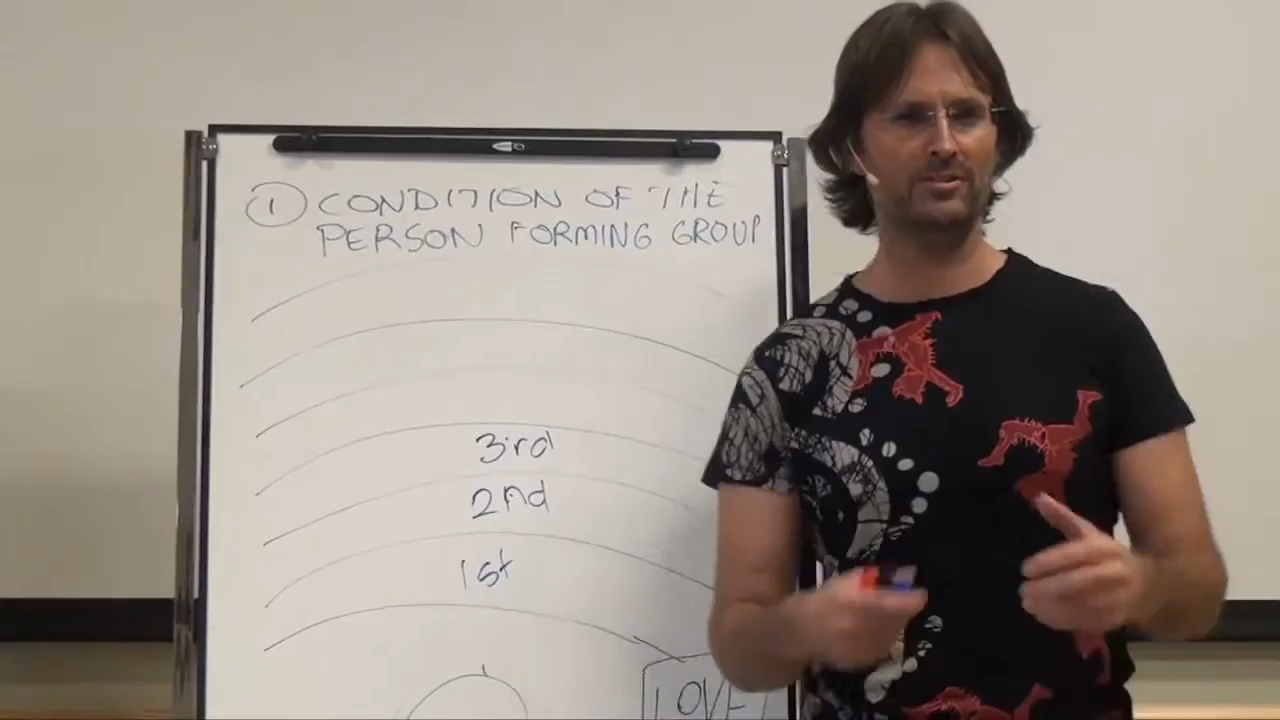 ① CONDITION OF THE
PERSON FORMING GROUP
3rd
2nd
1st
LOVE